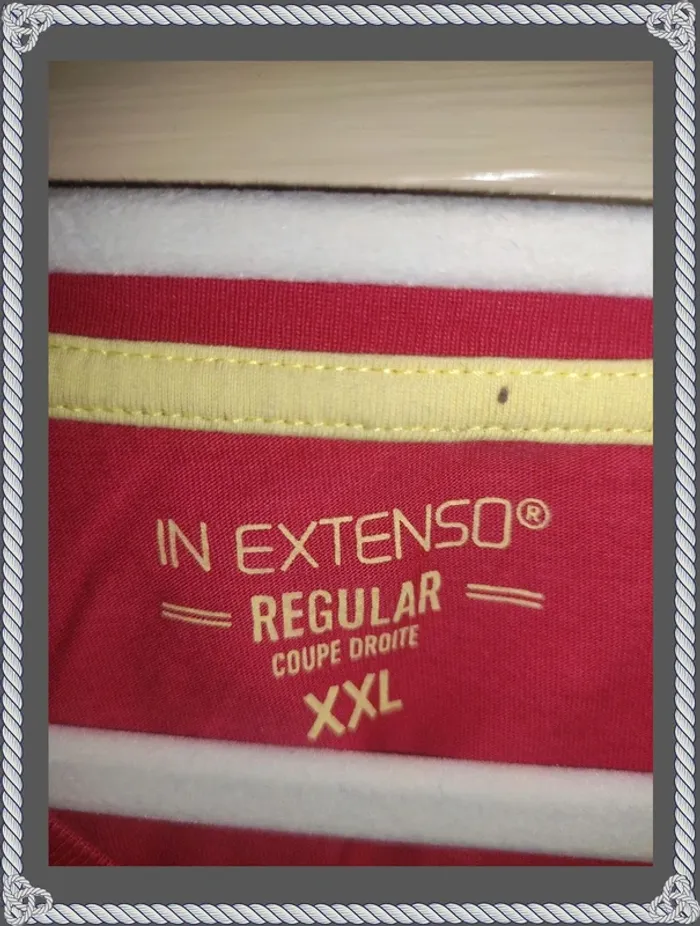 IN EXTENSO®
REGULAR
COUPE DROITE
XXL